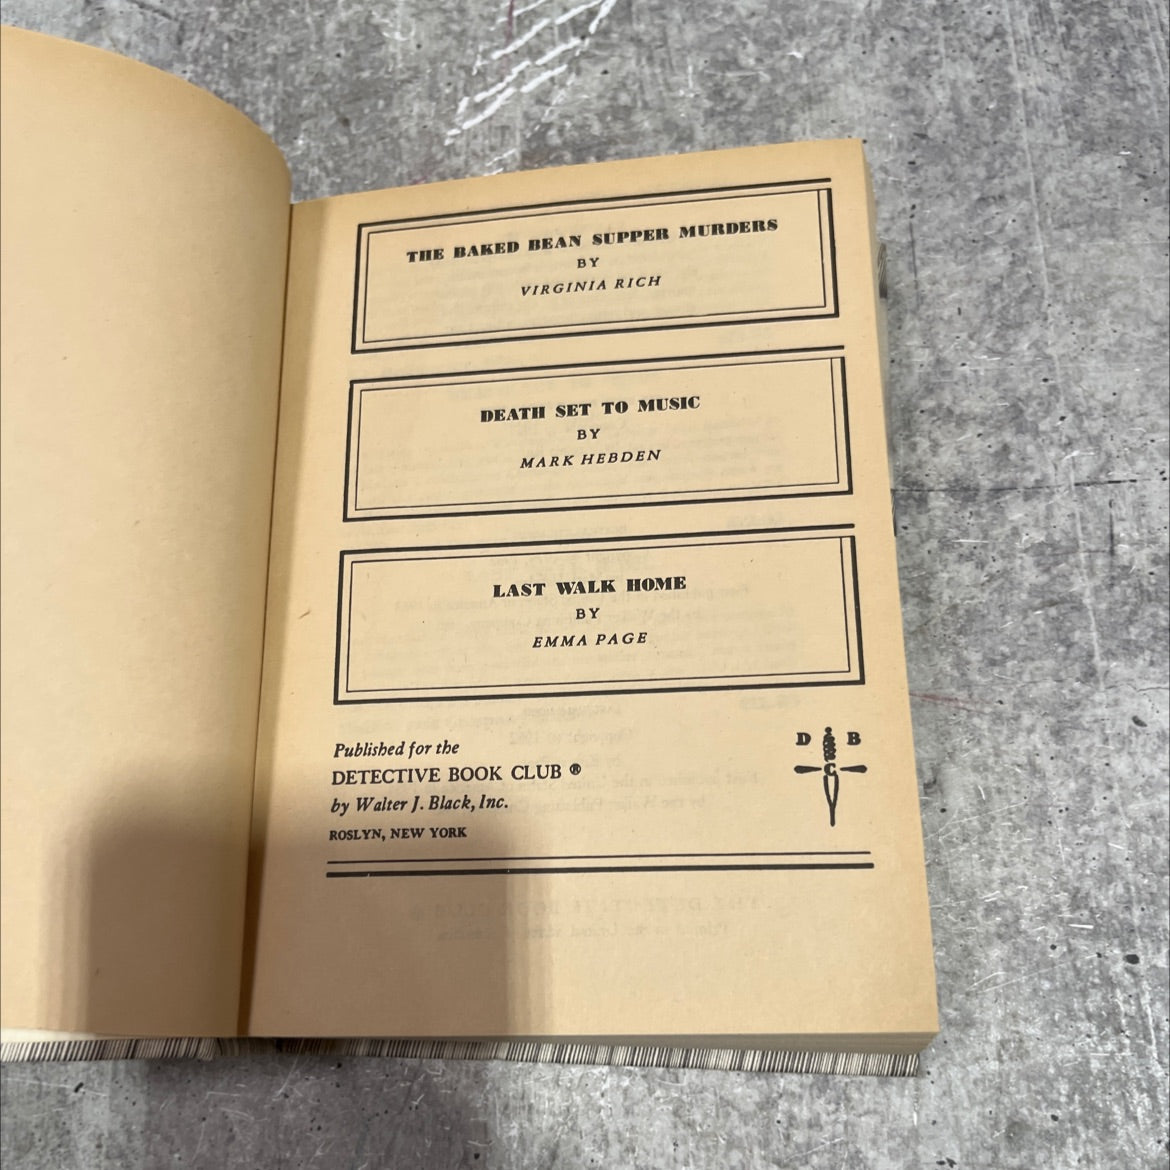 THE BAKED BEAN SUPPER MURDERS
BY
VIRGINIA RICH
DEATH SET TO MUSIC
BY
MARK HEBDEN
LAST WALK HOME
BY
EMMA PAGE
Published for the
DETECTIVE BOOK CLUB ®
by Walter J. Black, Inc.
ROSLYN, NEW YORK
D B
C